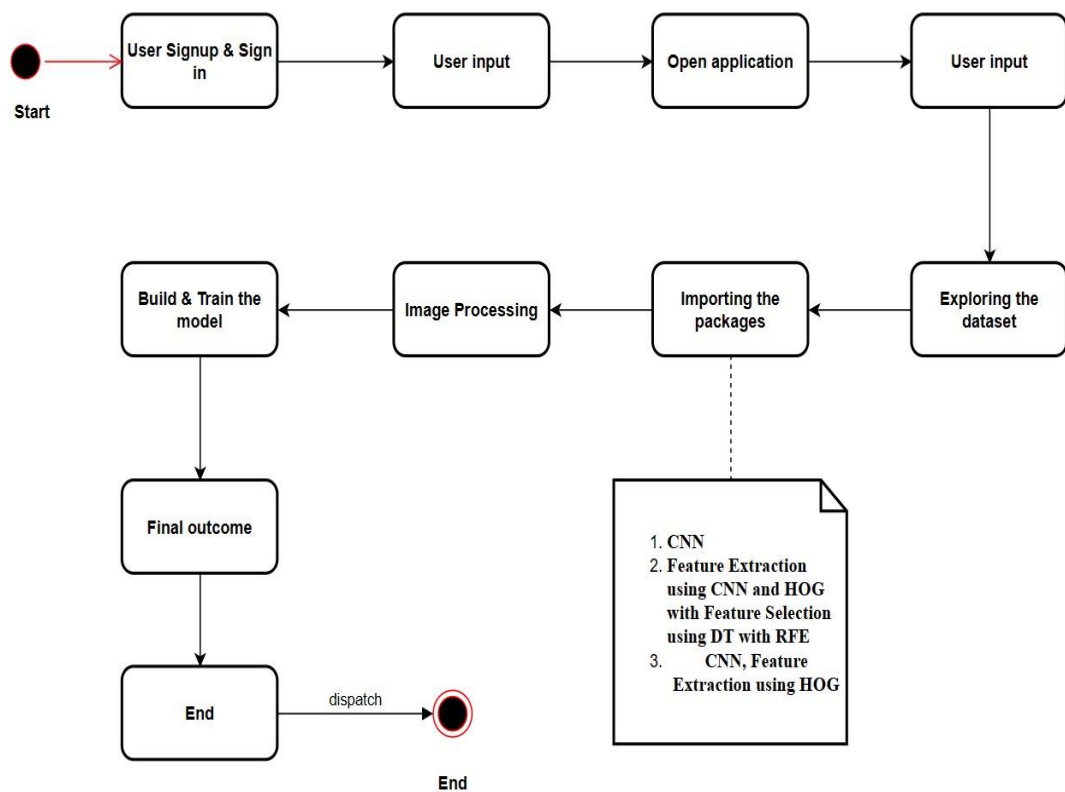 User Signup & Sign
in
User input
Open application
User input
Start
Build & Train the
model
Image Processing
Importing the
packages
Exploring the
dataset
Final outcome
1. CNN
2. Feature Extraction
using CNN and HOG
with Feature Selection
using DT with RFE
3. CNN, Feature
Extraction using HOG
End
dispatch
End